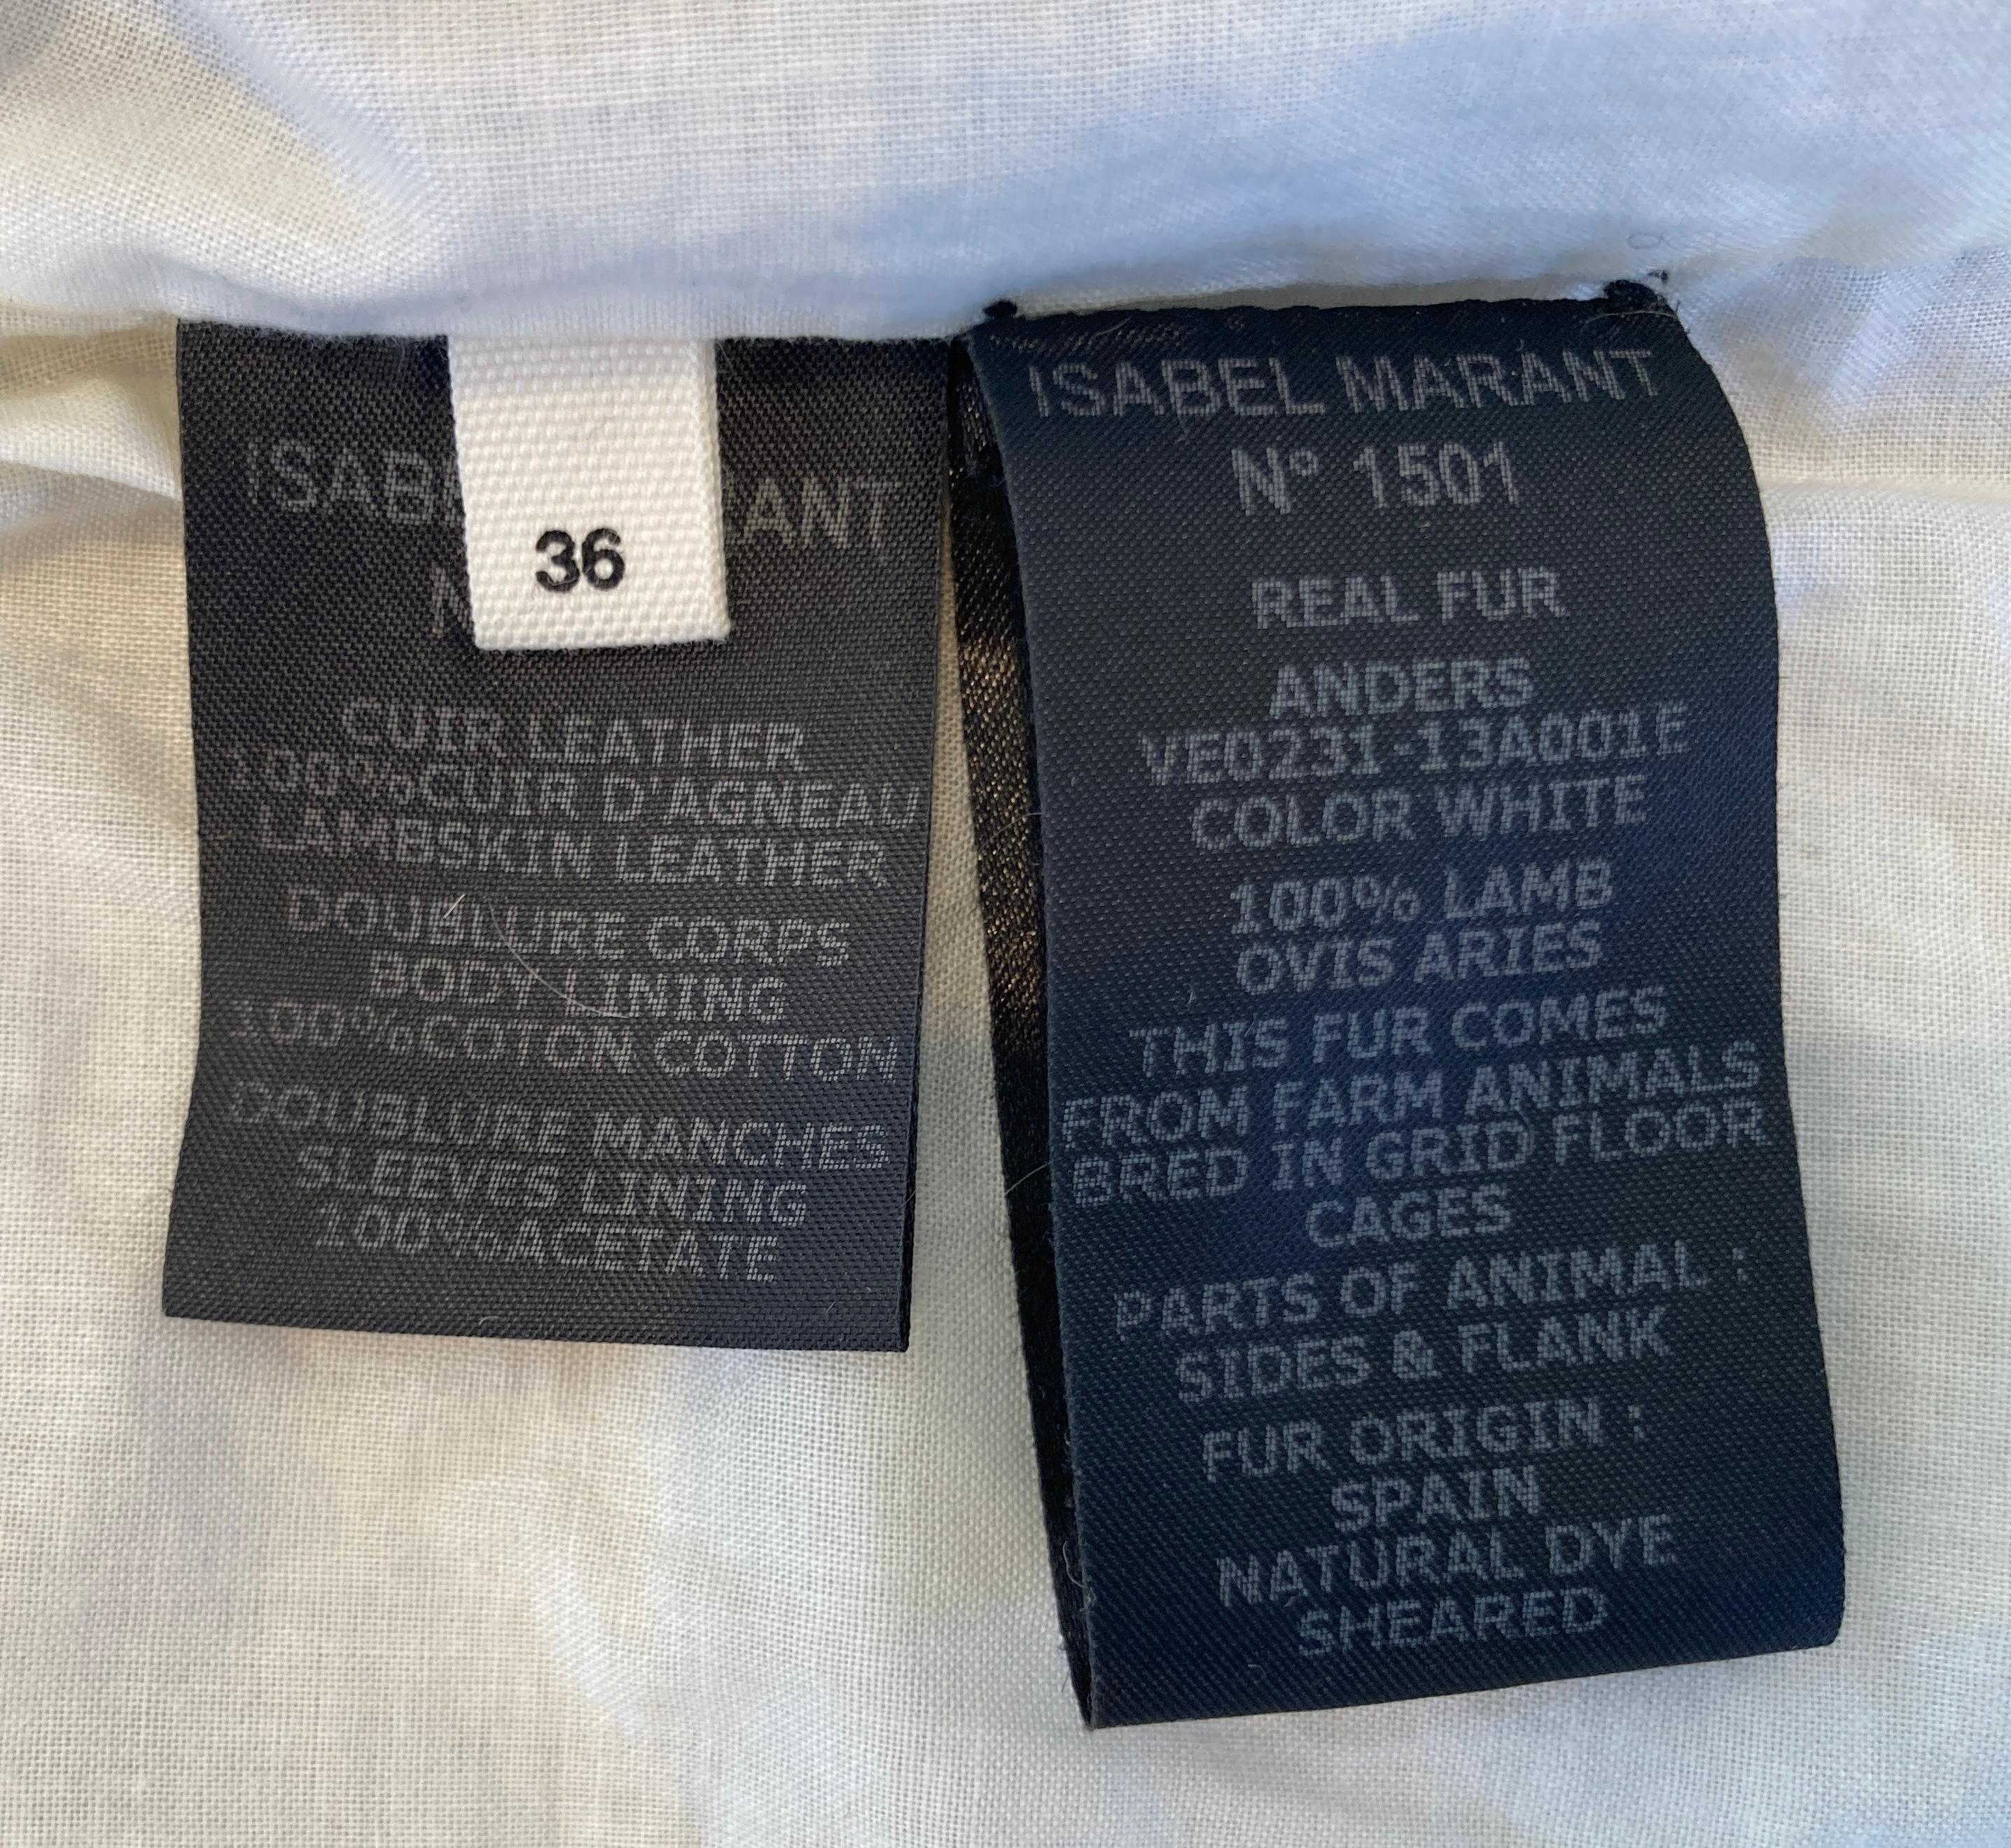 36
CUIR LEATHER
100%CUIR D'AGNEAU
LAMBSKIN LEATHER
DOUBLURE CORPS
BODY LINING
100%COTON COTTON
DOUBLURE MANCHES
SLEEVES LINING
100%ACETATE
ISABEL MARANT
N° 1501
REAL FUR
ANDERS
VE0231-13A001E
COLOR WHITE
100% LAMB
OVIS ARIES
THIS FUR COMES
FROM FARM ANIMALS
BRED IN GRID FLOOR
CAGES
PARTS OF ANIMAL :
SIDES & FLANK
FUR ORIGIN :
SPAIN
NATURAL DYE
SHEARED